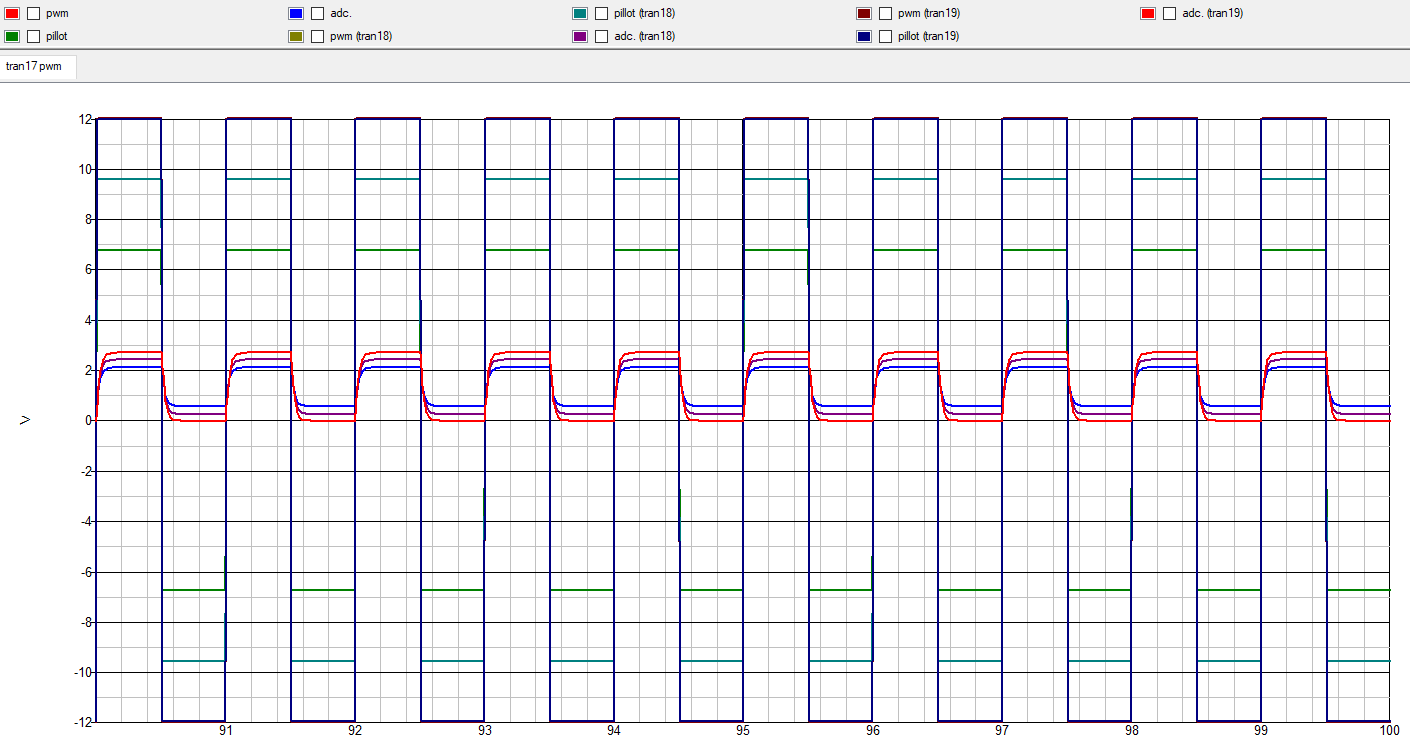 pwm adc. pillot (tran18) pwm (tran19) adc. (tran19)
pillot pwm (tran18) adc. (tran18) pillot (tran19)
tran17 pwm
12
10
8
6
4
2
0
-2
-4
-6
-8
-10
-12
V
91 92 93 94 95 96 97 98 99 100